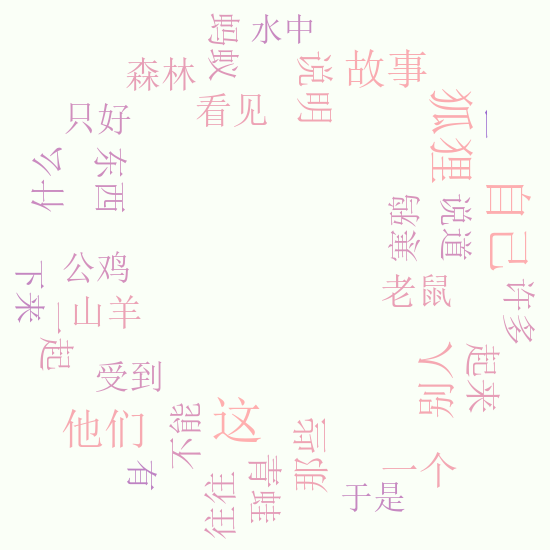 蚂蚁
水中
森林
说明
故事
看见
狐狸
一
只好
什么
东西
自己
寒鸦
说道
公鸡
下来
老鼠
许多
一起
山羊
别人
起来
受到
他们
不能
这
那些
一个
有
往往
青蛙
于是